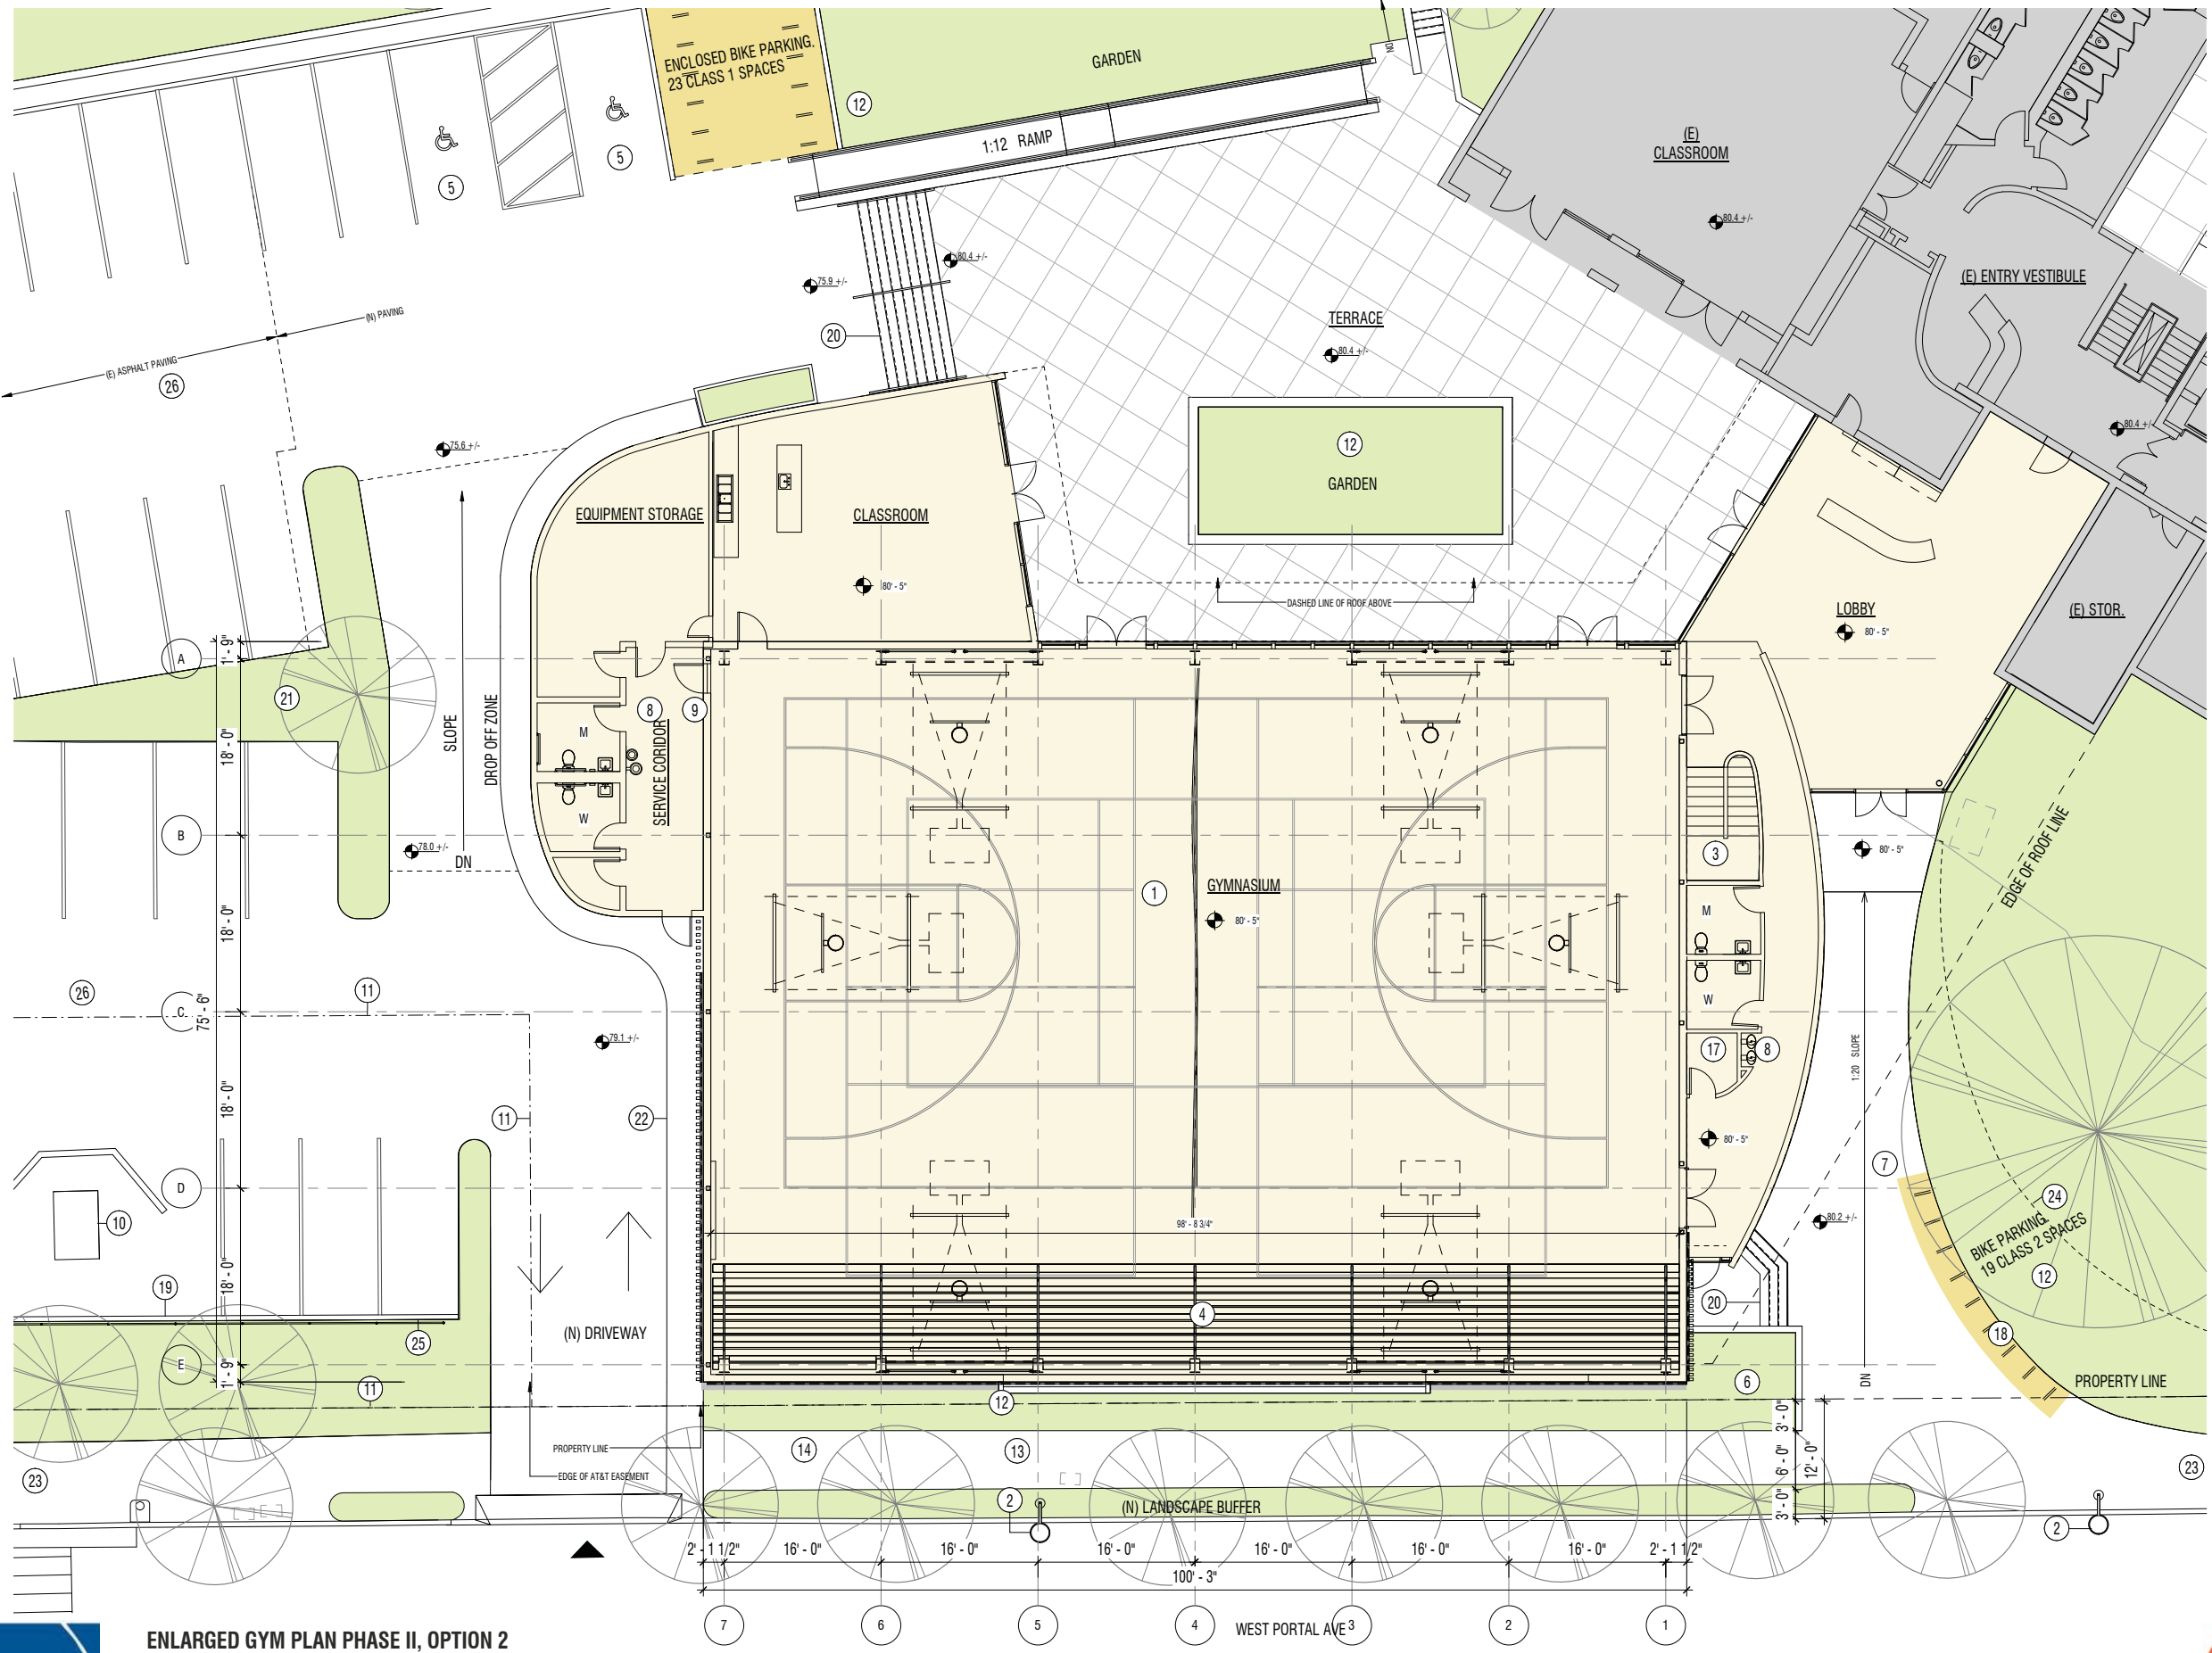 ENCLOSED BIKE PARKING.
23 CLASS 1 SPACES
GARDEN
DN
12
1:12 RAMP
5
5
(E)
CLASSROOM
80.4 +/-
(E) ENTRY VESTIBULE
80.4 +/-
75.9 +/-
80.4 +/-
20
TERRACE
80.4 +/-
(N) PAVING
(E) ASPHALT PAVING
26
75.6 +/-
12
GARDEN
EQUIPMENT STORAGE
CLASSROOM
80' - 5"
DASHED LINE OF ROOF ABOVE
LOBBY
80' - 5"
(E) STOR.
A
1' - 9"
21
18' - 0"
SLOPE
DROP OFF ZONE
8
9
M
SERVICE CORIDOR
W
B
78.0 +/-
DN
3
80' - 5"
EDGE OF ROOF LINE
1
GYMNASIUM
80' - 5"
M
W
18' - 0"
26
11
C
75' - 6"
79.1 +/-
17
8
1:20 SLOPE
18' - 0"
11
22
80' - 5"
7
D
10
24
BIKE PARKING.
19 CLASS 2 SPACES
12
98' - 8 3/4"
80.2 +/-
18' - 0"
19
20
4
18
25
(N) DRIVEWAY
E
1' - 9"
11
12
6
DN
PROPERTY LINE
PROPERTY LINE
14
13
3' - 0"
6' - 0"
12' - 0"
3' - 0"
EDGE OF AT&T EASEMENT
23
23
2
(N) LANDSCAPE BUFFER
2
2' - 1 1/2"
16' - 0"
16' - 0"
16' - 0"
16' - 0"
16' - 0"
16' - 0"
2' - 1 1/2"
100' - 3"
7
6
5
4
WEST PORTAL AVE
3
2
1
ENLARGED GYM PLAN PHASE II, OPTION 2